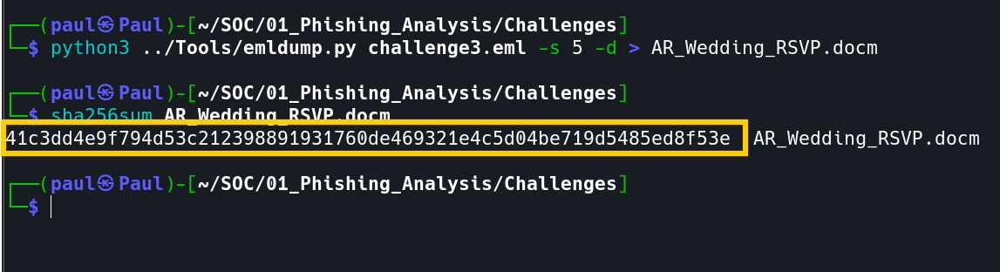 ┌──(paul㉿Paul)-[~/SOC/01_Phishing_Analysis/Challenges]
└─$ python3 ../Tools/emldump.py challenge3.eml -s 5 -d > AR_Wedding_RSVP.docm
┌──(paul㉿Paul)-[~/SOC/01_Phishing_Analysis/Challenges]
└─$ sha256sum AR_Wedding_RSVP.docm
41c3dd4e9f794d53c212398891931760de469321e4c5d04be719d5485ed8f53e AR_Wedding_RSVP.docm
┌──(paul㉿Paul)-[~/SOC/01_Phishing_Analysis/Challenges]
└─$